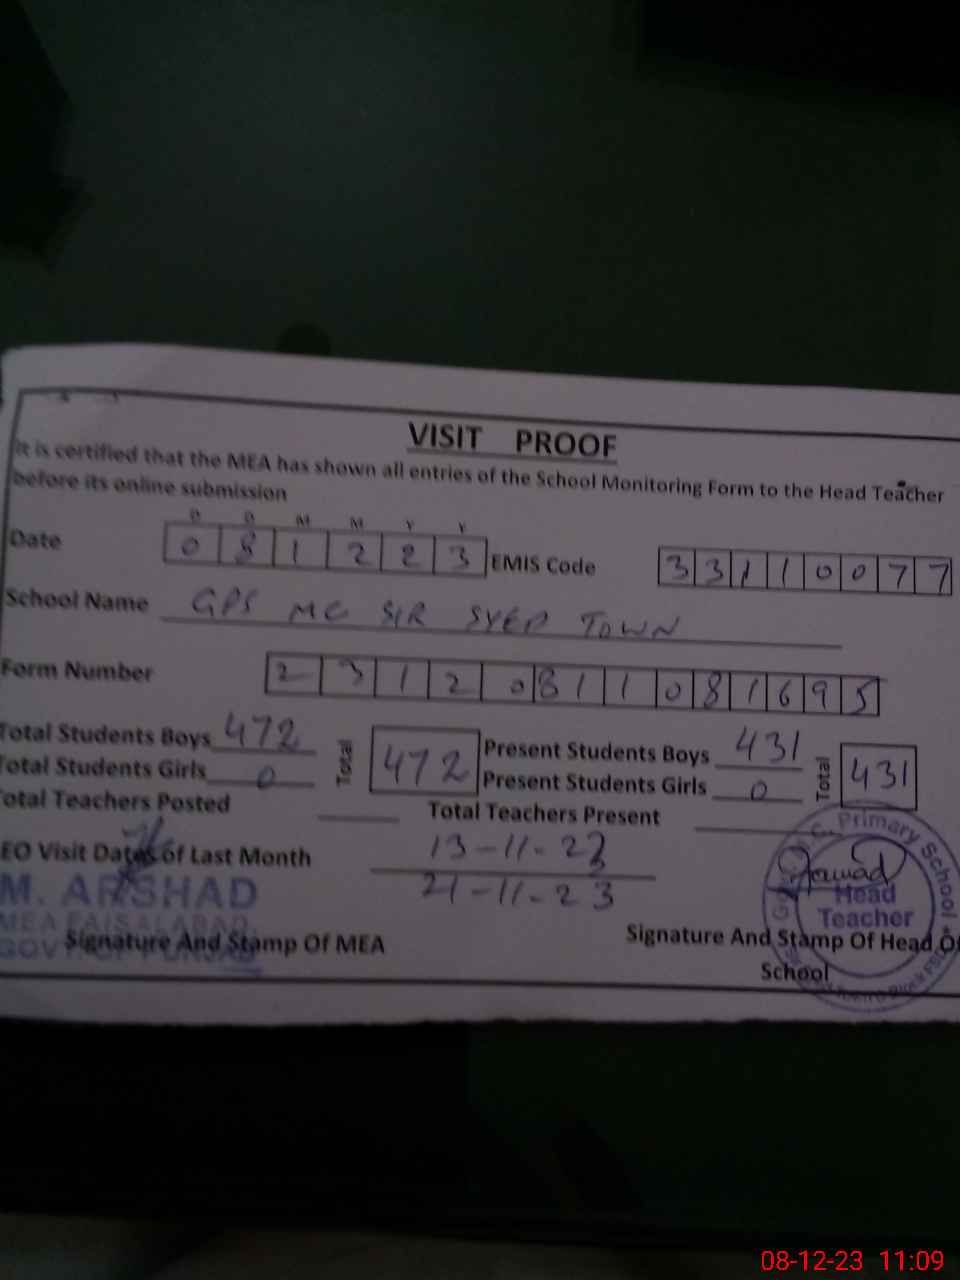 VISIT PROOF
It is certified that the MEA has shown all entries of the School Monitoring Form to the Head Teacher
before its online submission
D D M M Y Y
Date 0 8 1 2 2 3 EMIS Code 3 3 1 1 0 0 7 7
School Name GPS MC SIR SYED TOWN
Form Number 2 3 1 2 0 8 1 1 0 8 1 6 9 5
Total Students Boys 472 Total 472 Present Students Boys 431 Total 431
Total Students Girls 0 Present Students Girls 0
Total Teachers Posted Total Teachers Present
EO Visit Dates of Last Month 13-11-23
21-11-23
M. ARSHAD
MEA FAISALABAD
GOVT. OF PUNJAB
Signature And Stamp Of MEA
Primary School
Jawad
Head
Teacher
Signature And Stamp Of Head Of
School
08-12-23 11:09